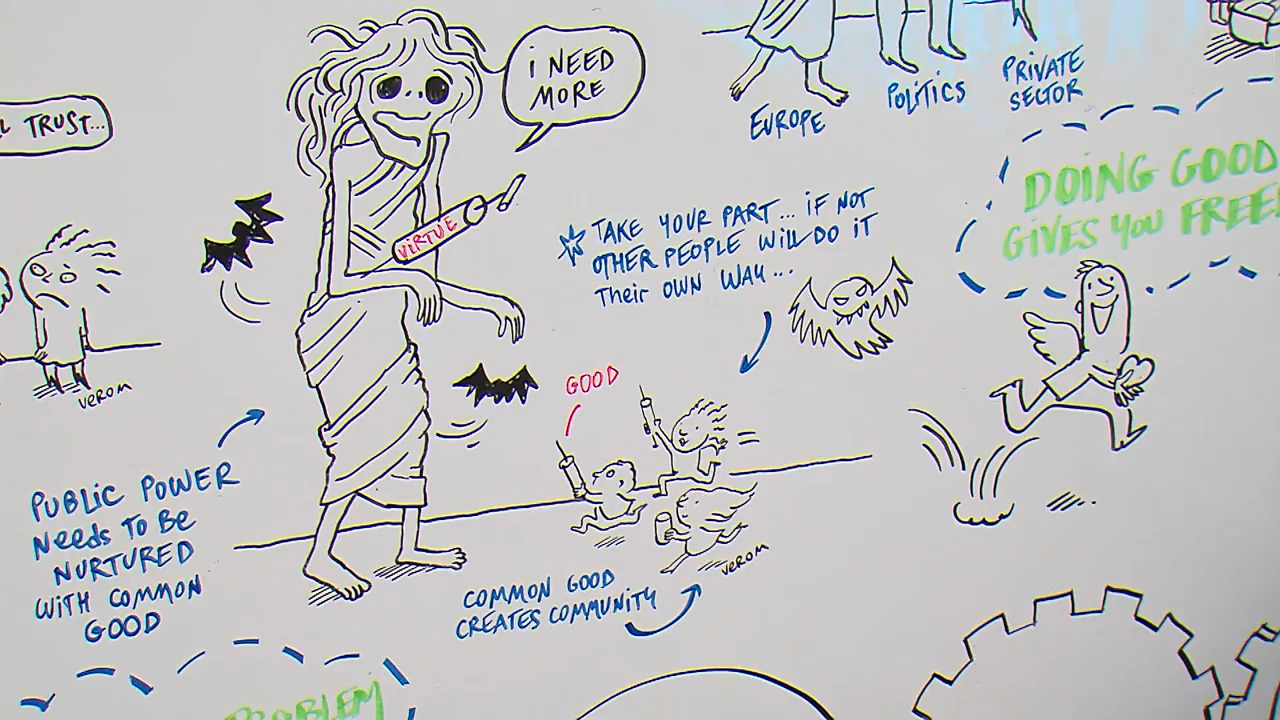 TRUST...
I NEED
MORE
EUROPE
POLITICS
PRIVATE
SECTOR
DOING GOOD
GIVES YOU
VIRTUE
TAKE YOUR PART... IF NOT
OTHER PEOPLE WILL DO IT
Their OWN WAY...
VEROM
GOOD
PUBLIC POWER
Needs To Be
NURTURED
WITH COMMON
GOOD
VEROM
COMMON GOOD
CREATES COMMUNITY
PROBLEM